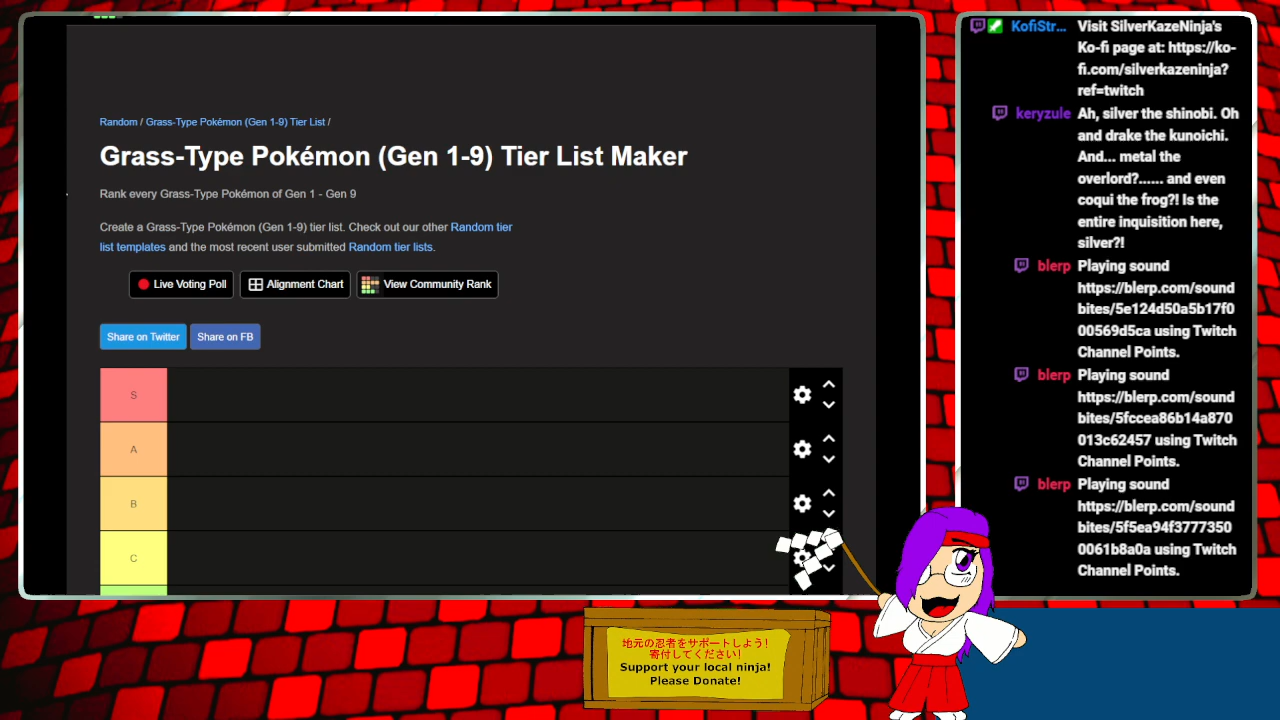 Random / Grass-Type Pokémon (Gen 1-9) Tier List /
Grass-Type Pokémon (Gen 1-9) Tier List Maker
Rank every Grass-Type Pokémon of Gen 1 - Gen 9
Create a Grass-Type Pokémon (Gen 1-9) tier list. Check out our other Random tier
list templates and the most recent user submitted Random tier lists.
Live Voting Poll
Alignment Chart
View Community Rank
Share on Twitter
Share on FB
S
A
B
C
KofiStr... Visit SilverKazeNinja's
Ko-fi page at: https://ko-
fi.com/silverkazeninja?
ref=twitch
keryzule Ah, silver the shinobi. Oh
and drake the kunoichi.
And... metal the
overlord?...... and even
coqui the frog?! Is the
entire inquisition here,
silver?!
blerp Playing sound
https://blerp.com/sound
bites/5e124d50a5b17f0
00569d5ca using Twitch
Channel Points.
blerp Playing sound
https://blerp.com/sound
bites/5fccea86b14a870
013c62457 using Twitch
Channel Points.
blerp Playing sound
https://blerp.com/sound
bites/5f5ea94f3777350
0061b8a0a using Twitch
Channel Points.
地元の忍者をサポートしよう!
寄付してください!
Support your local ninja!
Please Donate!